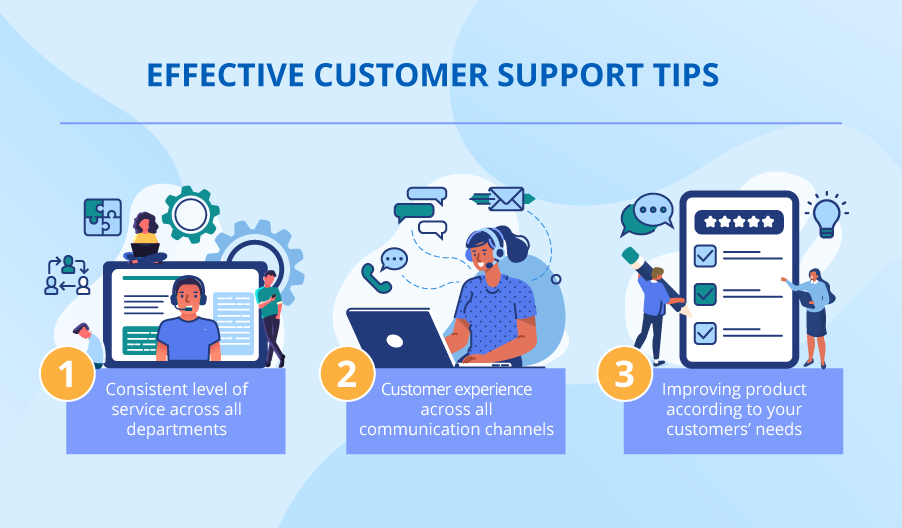 EFFECTIVE CUSTOMER SUPPORT TIPS
1
Consistent level of
service across all
departments
2
Customer experience
across all
communication channels
3
Improving product
according to your
customers’ needs